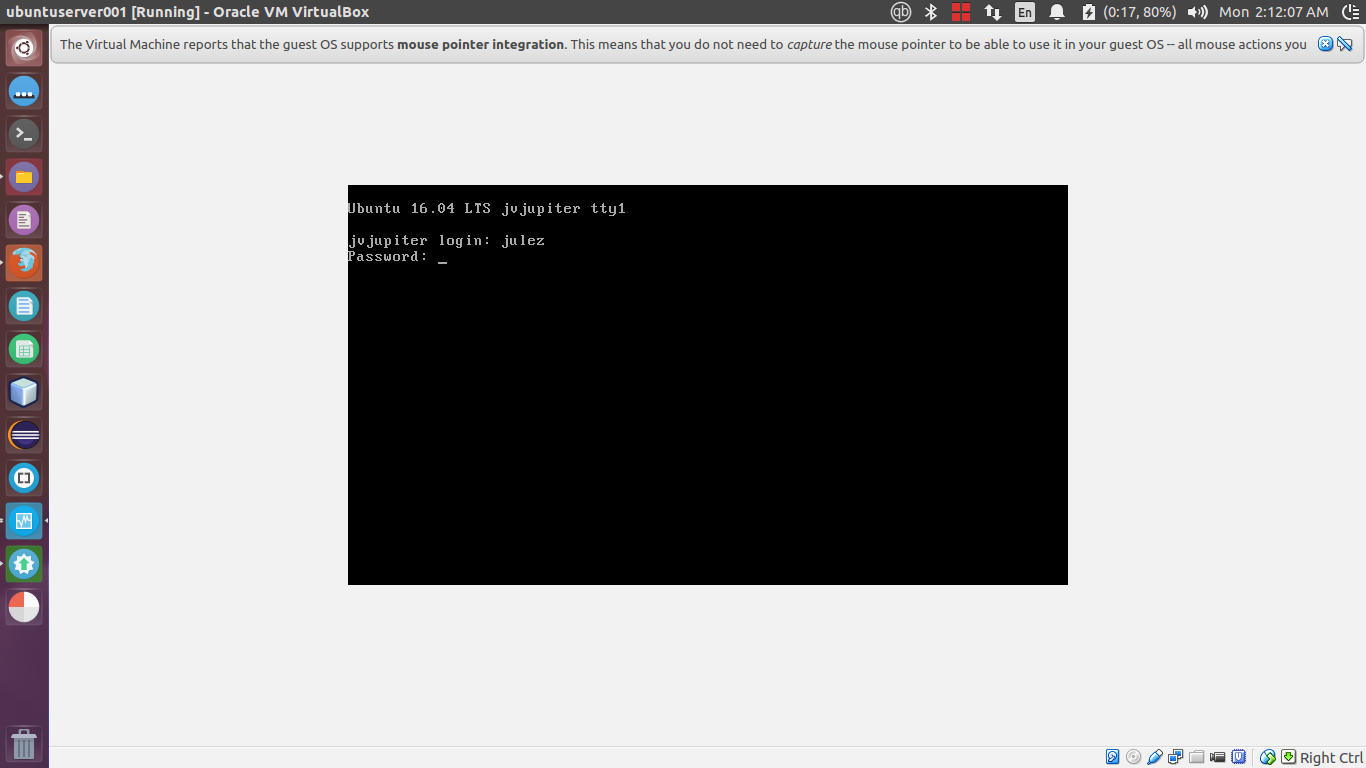 ubuntuserver001 [Running] - Oracle VM VirtualBox
qb En (0:17, 80%) Mon 2:12:07 AM
The Virtual Machine reports that the guest OS supports mouse pointer integration. This means that you do not need to capture the mouse pointer to be able to use it in your guest OS -- all mouse actions you
Ubuntu 16.04 LTS jvjupiter tty1
jvjupiter login: julez
Password: _
Right Ctrl